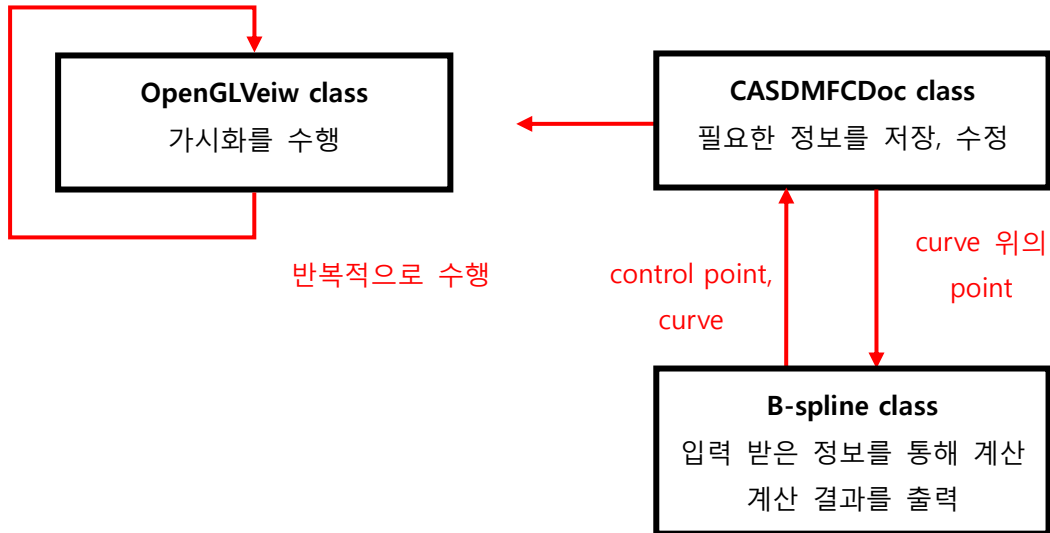 OpenGLVeiw class
가시화를 수행
CASDMFCDoc class
필요한 정보를 저장, 수정
반복적으로 수행
control point,
curve
curve 위의
point
B-spline class
입력 받은 정보를 통해 계산
계산 결과를 출력